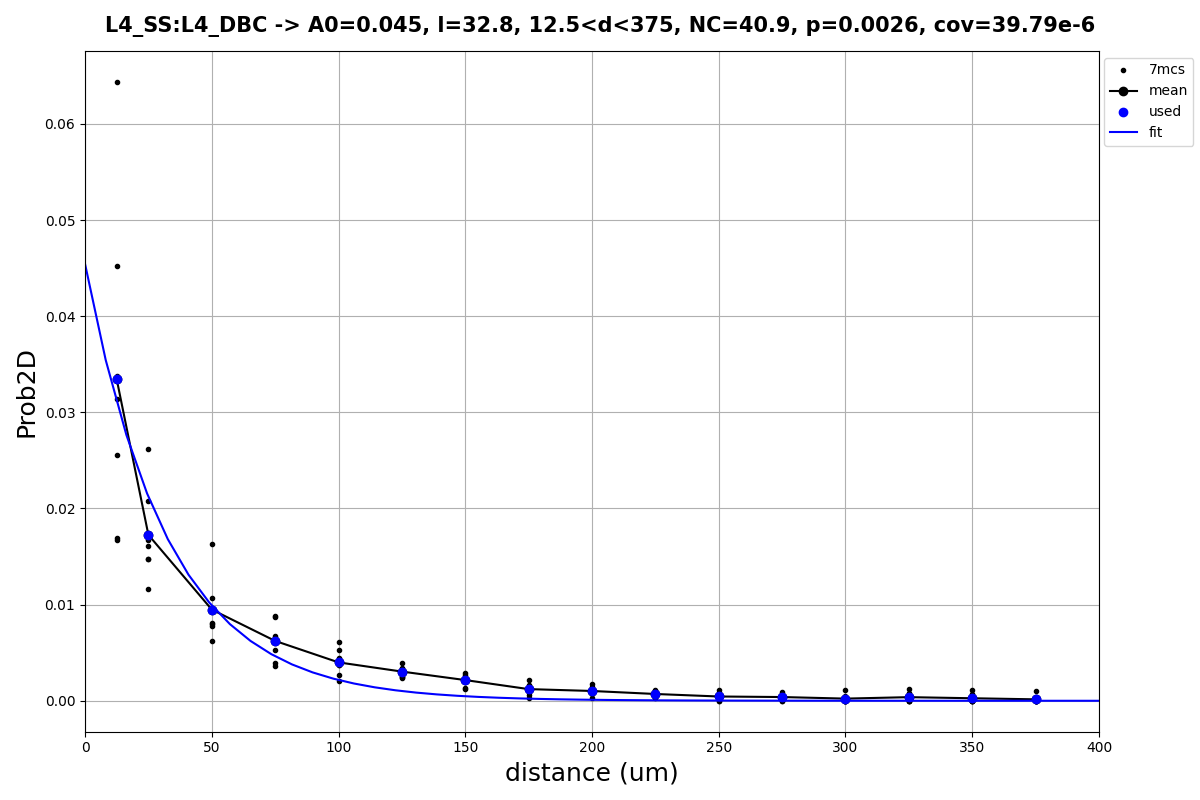 L4_SS:L4_DBC -> A0=0.045, l=32.8, 12.5<d<375, NC=40.9, p=0.0026, cov=39.79e-6
7mcs
mean
used
fit
0.06
0.05
0.04
0.03
0.02
0.01
0.00
Prob2D
0 50 100 150 200 250 300 350 400
distance (um)